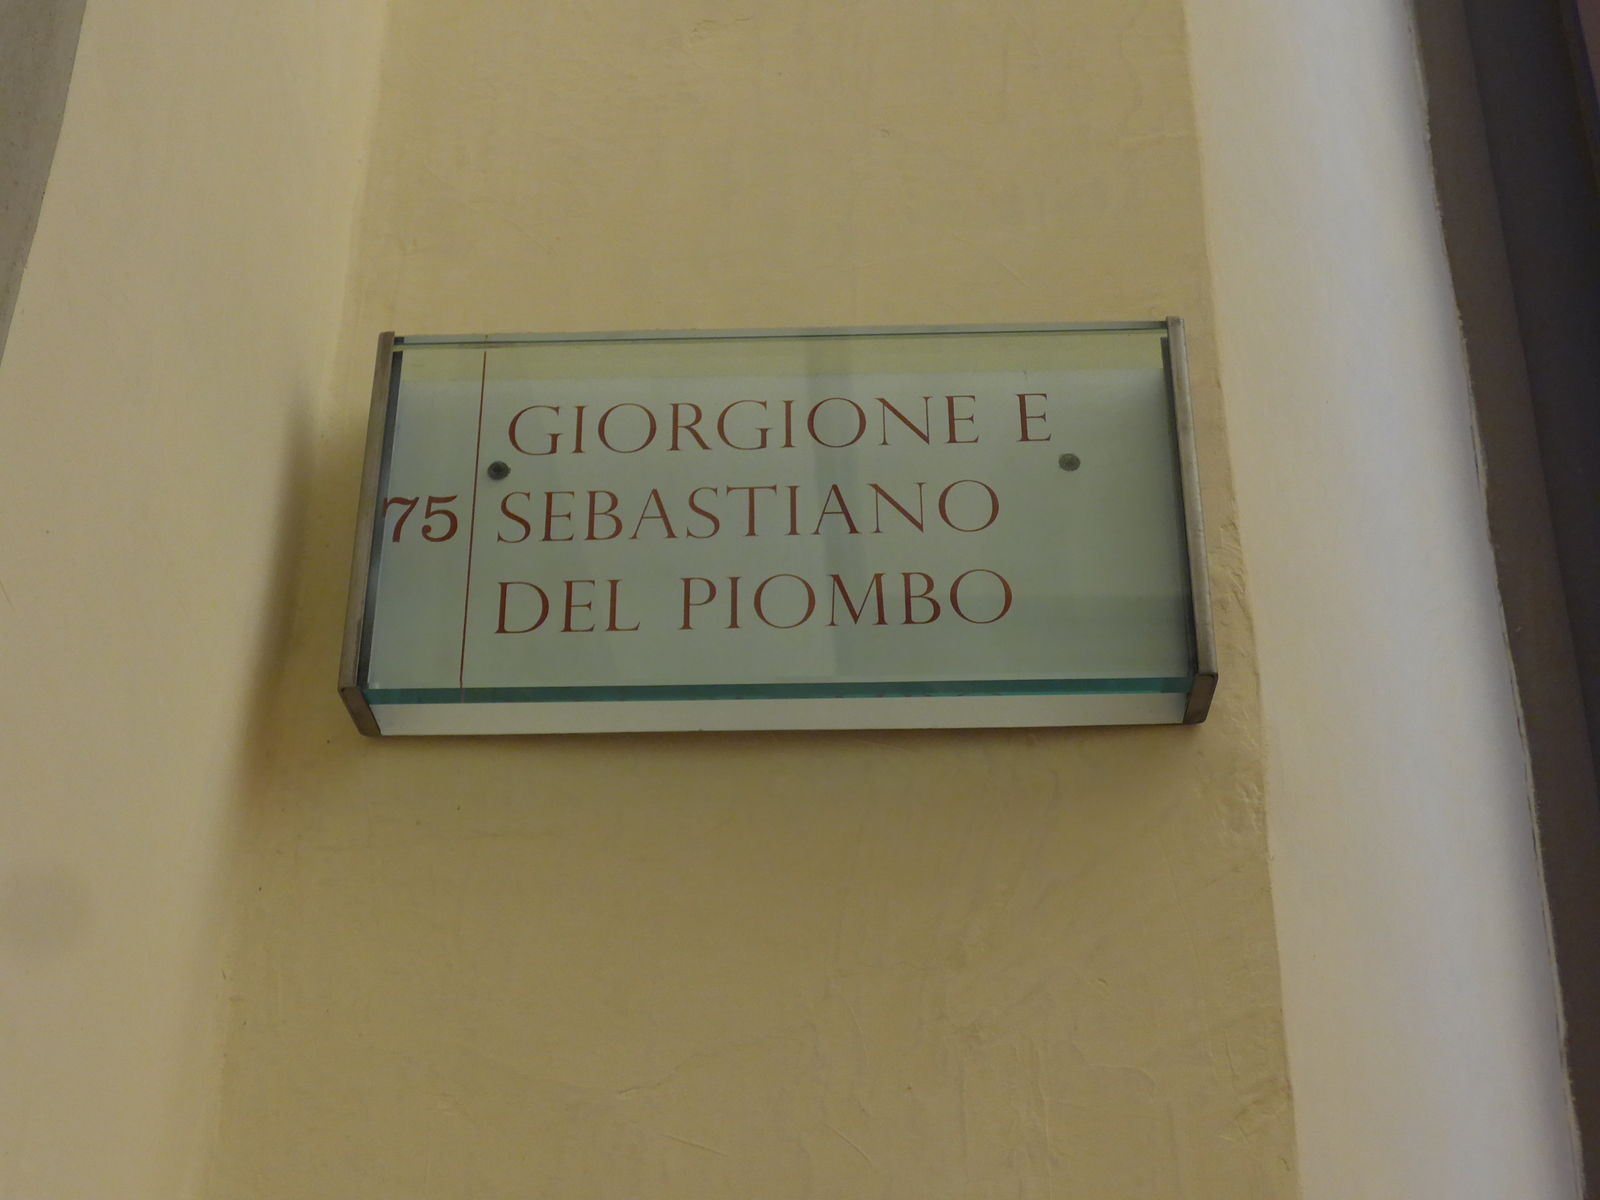 75
GIORGIONE E
SEBASTIANO
DEL PIOMBO